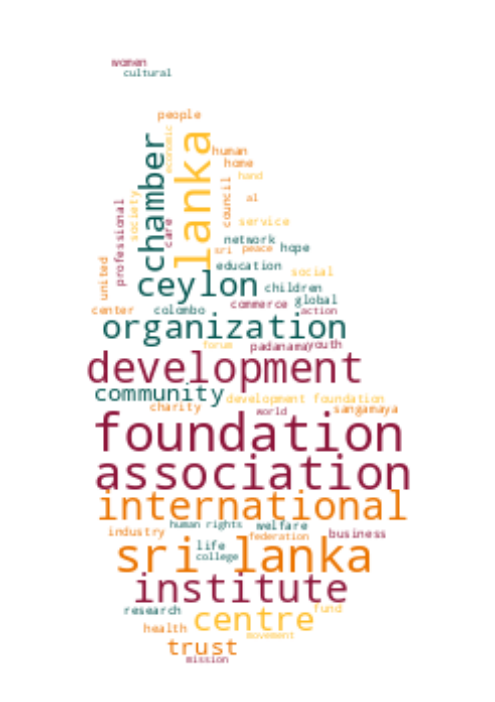 women
cultural
people
economic
chamber
lanka
human
home
hand
al
council
society
professional
care
service
network
sri
peace
hope
united
education
social
ceylon
children
global
commerce
center
colombo
action
organization
forum
padanama
youth
development
community
development foundation
charity
world
sangamaya
foundation
association
international
human rights
welfare
industry
federation
business
life
college
sri lanka
institute
research
fund
centre
health
movement
trust
mission